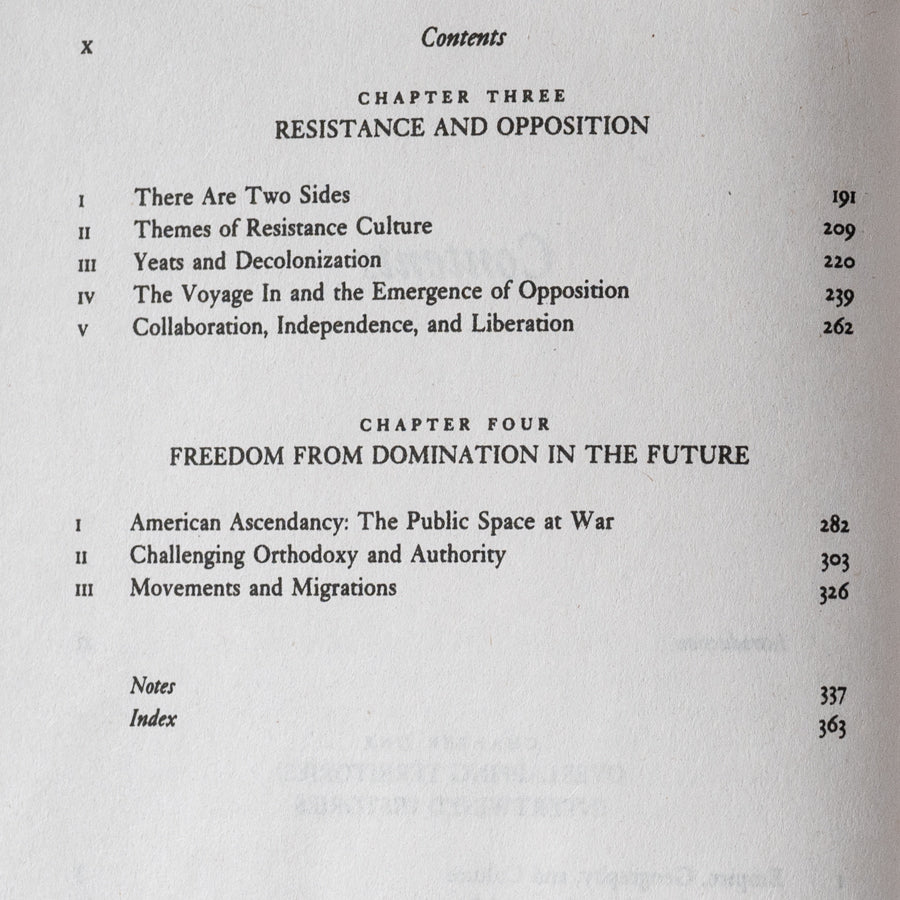 x Contents
CHAPTER THREE
RESISTANCE AND OPPOSITION
I There Are Two Sides 191
II Themes of Resistance Culture 209
III Yeats and Decolonization 220
IV The Voyage In and the Emergence of Opposition 239
V Collaboration, Independence, and Liberation 262
CHAPTER FOUR
FREEDOM FROM DOMINATION IN THE FUTURE
I American Ascendancy: The Public Space at War 282
II Challenging Orthodoxy and Authority 303
III Movements and Migrations 326
Notes 337
Index 363